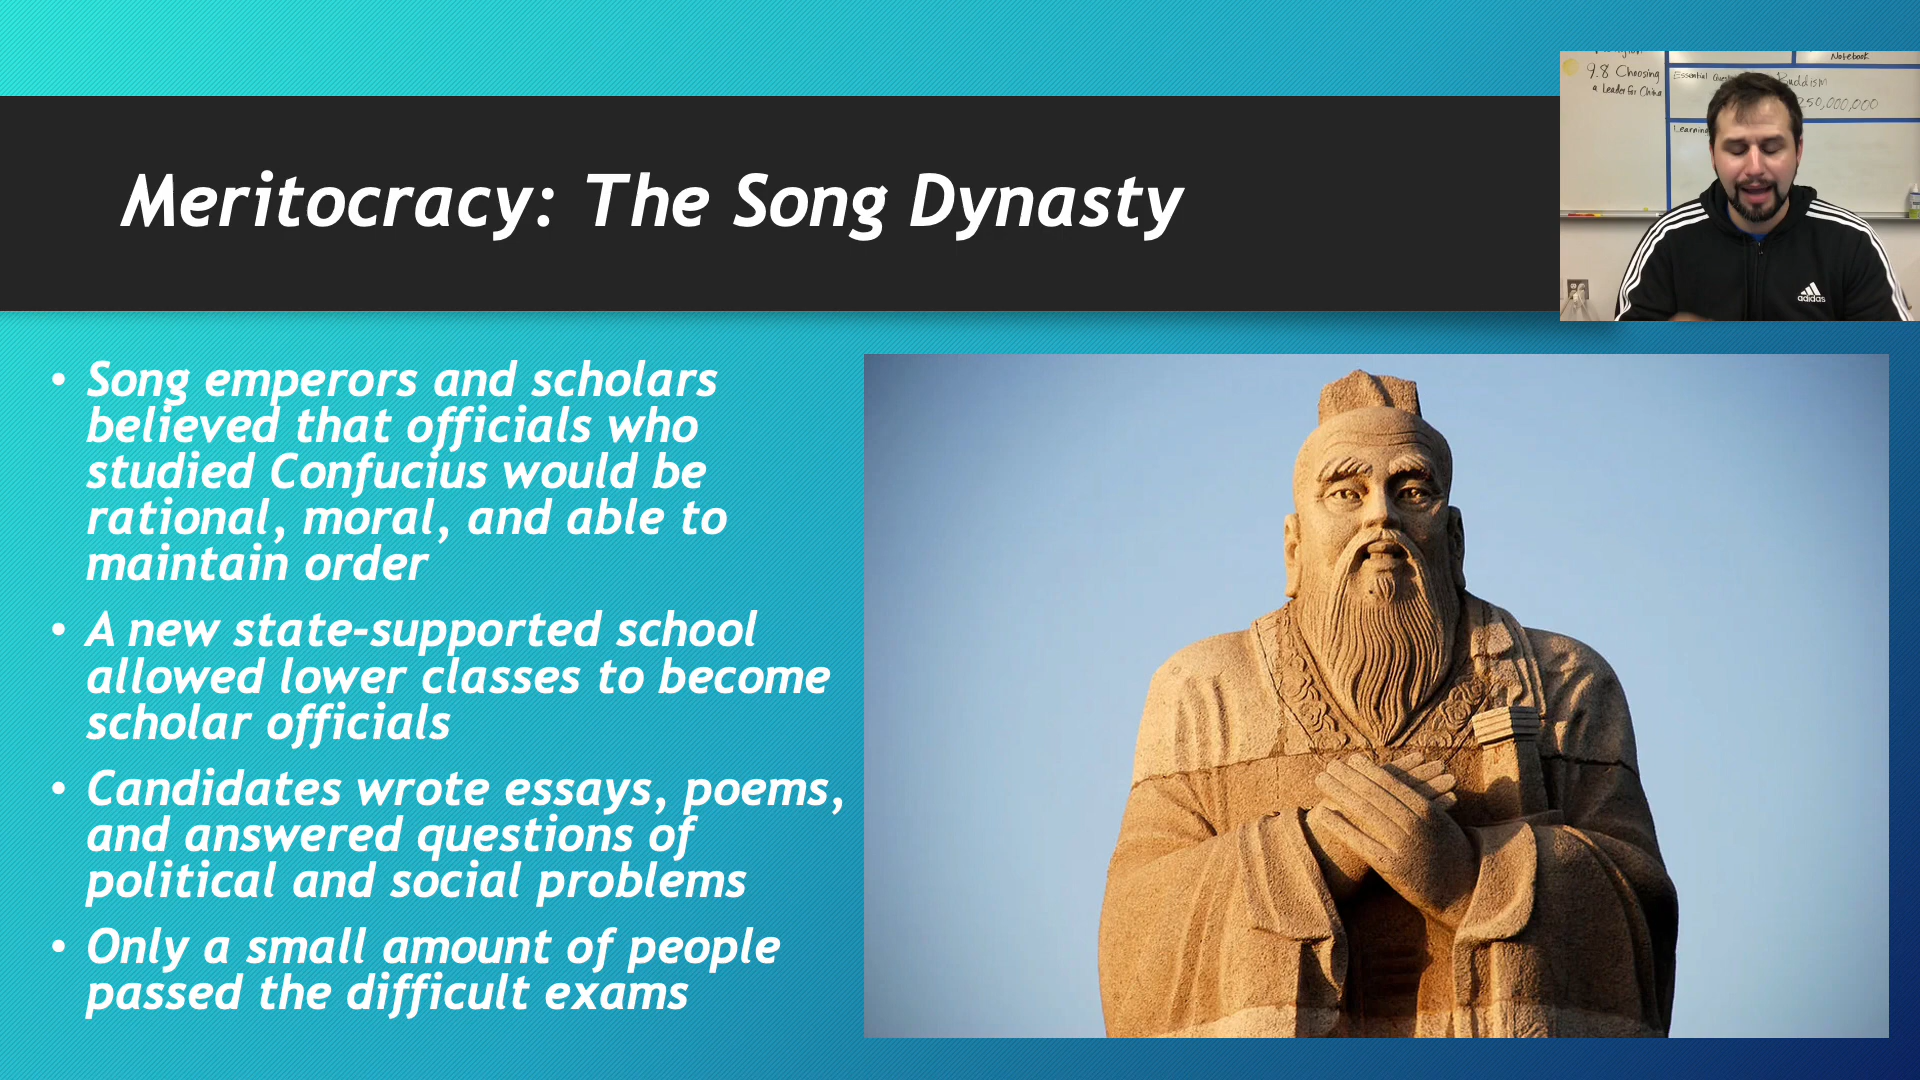 Meritocracy: The Song Dynasty
• Song emperors and scholars
believed that officials who
studied Confucius would be
rational, moral, and able to
maintain order
• A new state-supported school
allowed lower classes to become
scholar officials
• Candidates wrote essays, poems,
and answered questions of
political and social problems
• Only a small amount of people
passed the difficult exams
9.8 Choosing
a Leader for China
Notebook
Essential
Buddism
250,000,000
Learning
adidas